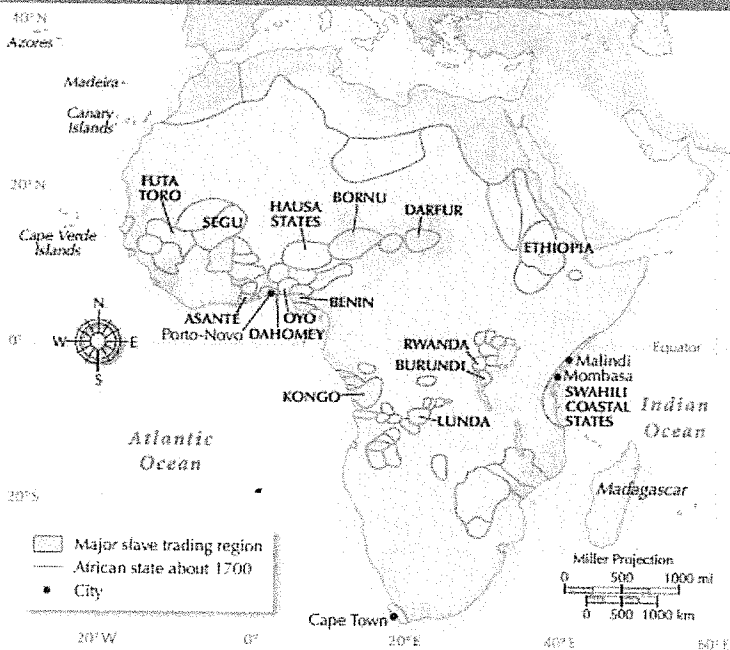 40°N
Azores
Madeira
Canary
Islands
20°N
FUTA
TORO
SEGU
HAUSA
STATES
BORNU
DARFUR
ETHIOPIA
Cape Verde
Islands
N
W E
S
ASANTE
Porto-Novo
DAHOMEY
OYO
BENIN
0°
Equator
RWANDA
BURUNDI
Malindi
Mombasa
SWAHILI
COASTAL
STATES
KONGO
LUNDA
Indian
Ocean
Atlantic
Ocean
20°S
Madagascar
Major slave trading region
African state about 1700
City
Miller Projection
0 500 1000 mi
0 500 1000 km
Cape Town
20°W 0° 20°E 40°E 60°E